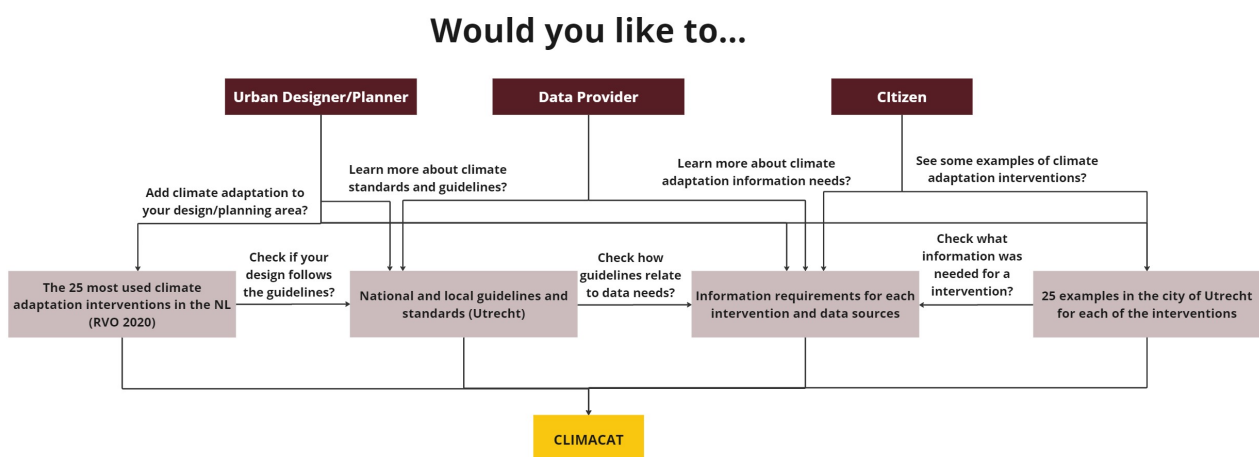 Would you like to...
Urban Designer/Planner
Data Provider
CItizen
Learn more about climate
standards and guidelines?
Learn more about climate
adaptation information needs?
See some examples of climate
adaptation interventions?
Add climate adaptation to
your design/planning area?
Check if your
design follows
the guidelines?
Check how
guidelines relate
to data needs?
Check what
information was
needed for a
intervention?
The 25 most used climate
adaptation interventions in the NL
(RVO 2020)
National and local guidelines and
standards (Utrecht)
Information requirements for each
intervention and data sources
25 examples in the city of Utrecht
for each of the interventions
CLIMACAT